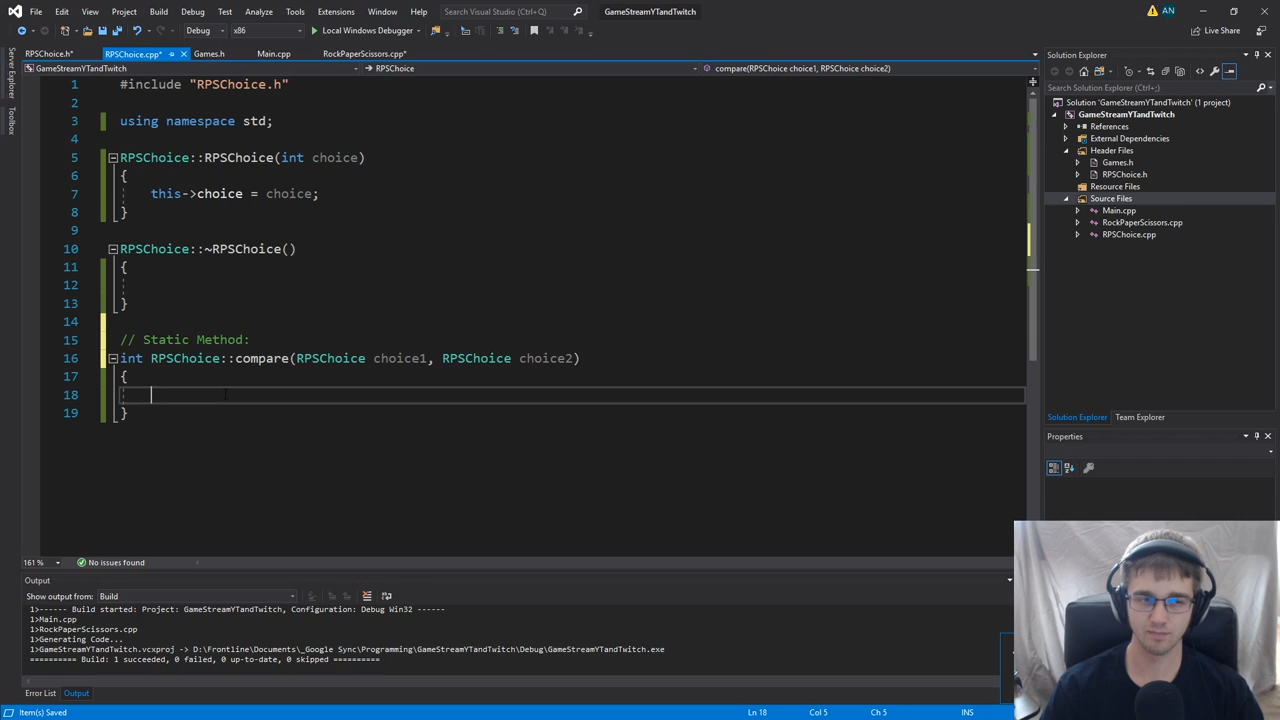 File Edit View Project Build Debug Test Analyze Tools Extensions Window Help Search Visual Studio (Ctrl+Q) GameStreamYTandTwitch AN
Debug x86 Local Windows Debugger Live Share
RPSChoice.h* RPSChoice.cpp* Games.h Main.cpp RockPaperScissors.cpp*
GameStreamYTandTwitch RPSChoice compare(RPSChoice choice1, RPSChoice choice2)
Server Explorer
Toolbox
1 #include "RPSChoice.h"
2
3 using namespace std;
4
5 RPSChoice::RPSChoice(int choice)
6 {
7 this->choice = choice;
8 }
9
10 RPSChoice::~RPSChoice()
11 {
12
13 }
14
15 // Static Method:
16 int RPSChoice::compare(RPSChoice choice1, RPSChoice choice2)
17 {
18
19 }
161 % No issues found
Solution Explorer
Search Solution Explorer (Ctrl+;)
Solution 'GameStreamYTandTwitch' (1 project)
GameStreamYTandTwitch
References
External Dependencies
Header Files
Games.h
RPSChoice.h
Resource Files
Source Files
Main.cpp
RockPaperScissors.cpp
RPSChoice.cpp
Solution Explorer Team Explorer
Properties
Output
Show output from: Build
1>------ Build started: Project: GameStreamYTandTwitch, Configuration: Debug Win32 ------
1>Main.cpp
1>RockPaperScissors.cpp
1>Generating Code...
1>GameStreamYTandTwitch.vcxproj -> D:\Frontline\Documents\_Google Sync\Programming\GameStreamYTandTwitch\Debug\GameStreamYTandTwitch.exe
========== Build: 1 succeeded, 0 failed, 0 up-to-date, 0 skipped ==========
Error List Output
Item(s) Saved Ln 18 Col 5 Ch 5 INS